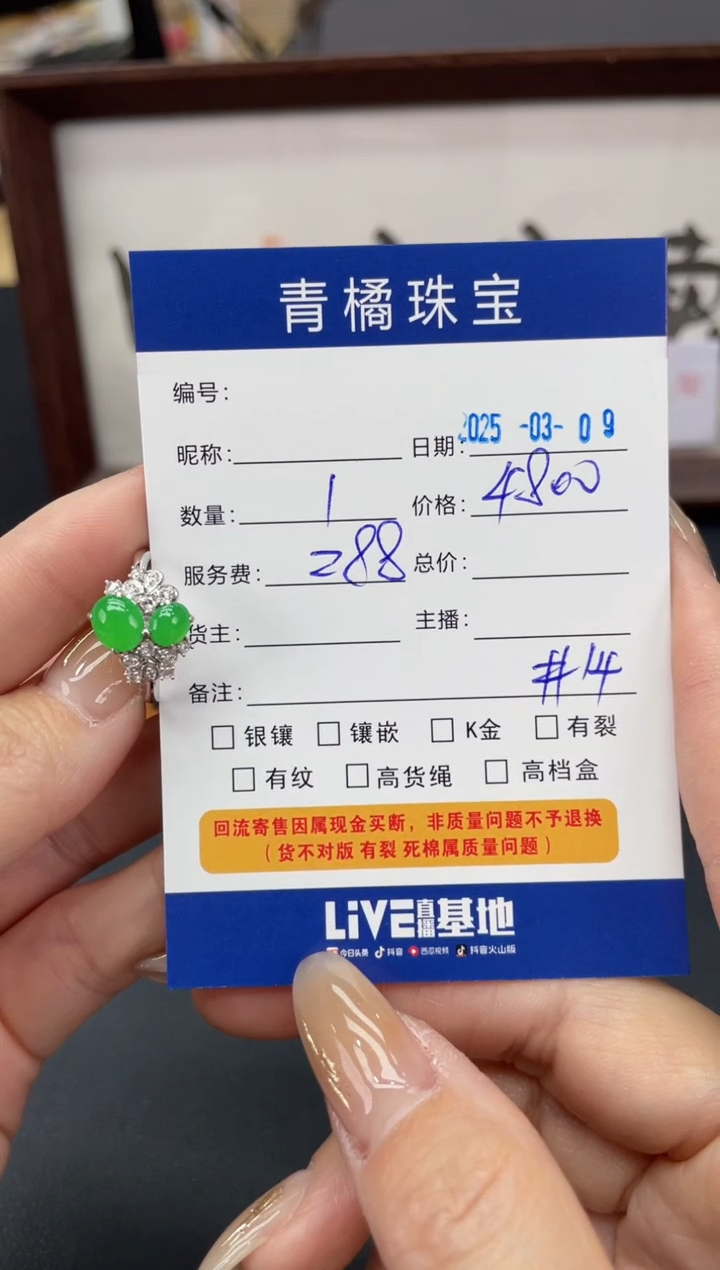 青橘珠宝
编号:
昵称: 日期: 2025 -03- 09
数量: 1 价格: 4800
服务费: 288 总价:
货主: 主播:
备注: #14
银镶 镶嵌 K金 有裂
有纹 高货绳 高档盒
回流寄售因属现金买断，非质量问题不予退换
（货不对版 有裂 死棉属质量问题）
LiVE直播基地
今日头条 抖音 西瓜视频 抖音火山版